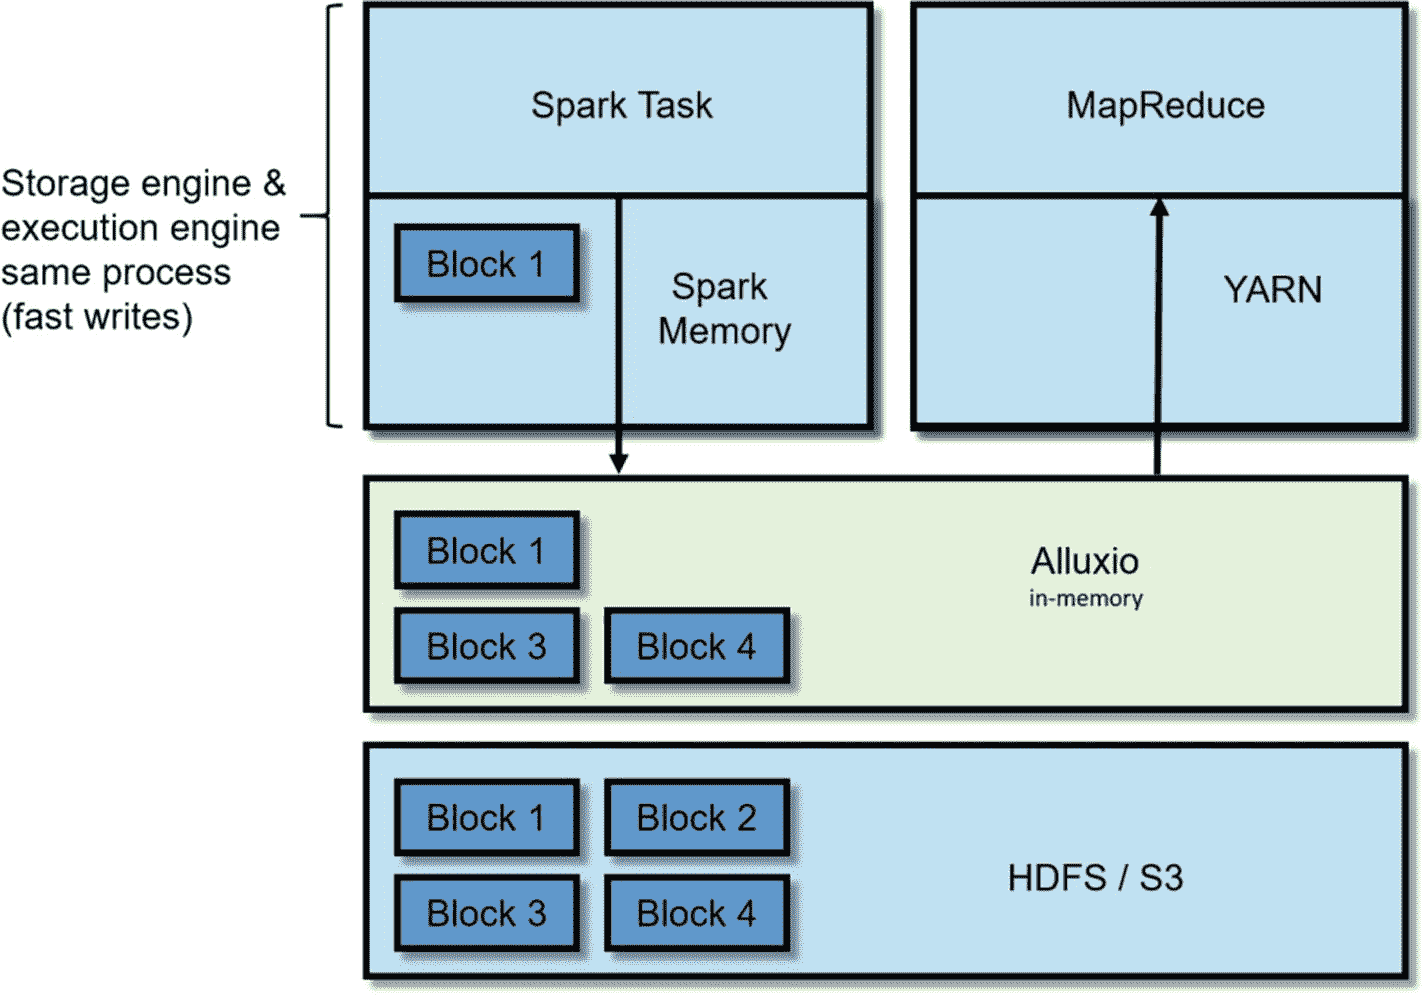 Storage engine &
execution engine
same process
(fast writes)
Spark Task
Block 1
Spark
Memory
MapReduce
YARN
Block 1
Block 3
Block 4
Alluxio
in-memory
Block 1
Block 2
Block 3
Block 4
HDFS / S3